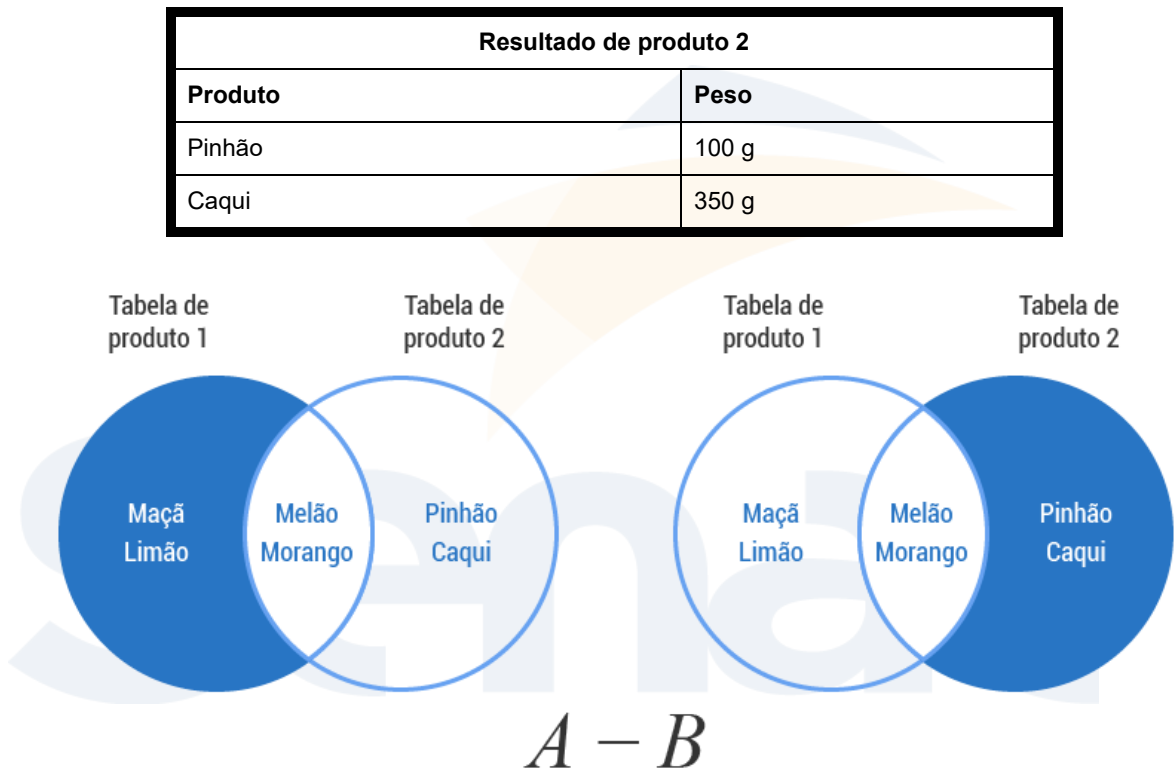 Resultado de produto 2
Produto Peso
Pinhão 100 g
Caqui 350 g
Tabela de produto 1
Tabela de produto 2
Tabela de produto 1
Tabela de produto 2
Maçã
Limão
Melão
Morango
Pinhão
Caqui
Maçã
Limão
Melão
Morango
Pinhão
Caqui
A – B
senac